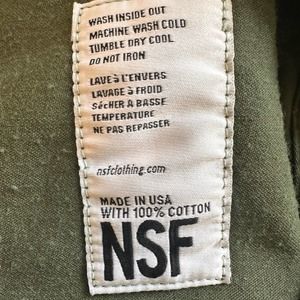 WASH INSIDE OUT
MACHINE WASH COLD
TUMBLE DRY COOL
DO NOT IRON
LAVE À L'ENVERS
LAVAGE À FROID
SéCHER À BASSE
TEMPERATURE
NE PAS REPASSER
nsfclothing.com
MADE IN USA
WITH 100% COTTON
NSF